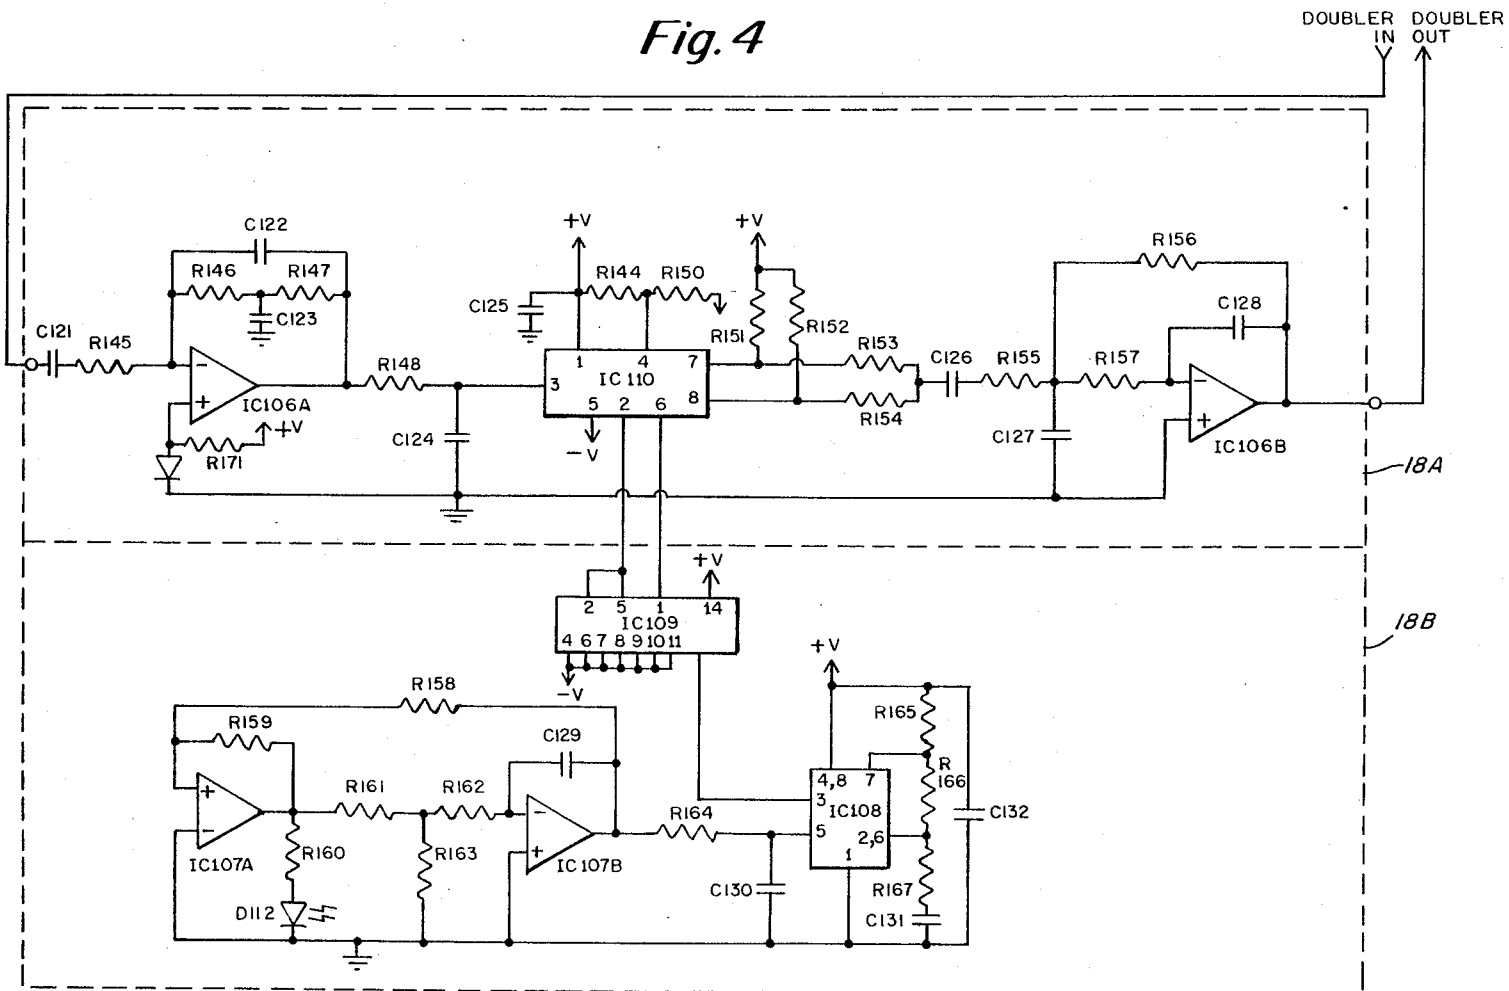 Fig. 4
DOUBLER DOUBLER
IN OUT
C122
R146 R147
C123
C121
R145
-
+
IC106A
+V
R171
R148
C124
+V
R144 R150
C125
1 4 7
3 IC 110
5 2 6 8
-V
+V
R151
R152
R153
R154
C126
R155
C127
R156
C128
R157
-
+
IC106B
18A
+V
2 5 1 14
IC109
4 6 7 8 9 10 11
-V
18B
R158
R159
+
-
IC107A
R160
D112
R161
R162
R163
C129
-
+
IC107B
R164
C130
+V
4,8 7
3
IC108
5 2,6
1
R165
R
166
R167
C131
C132